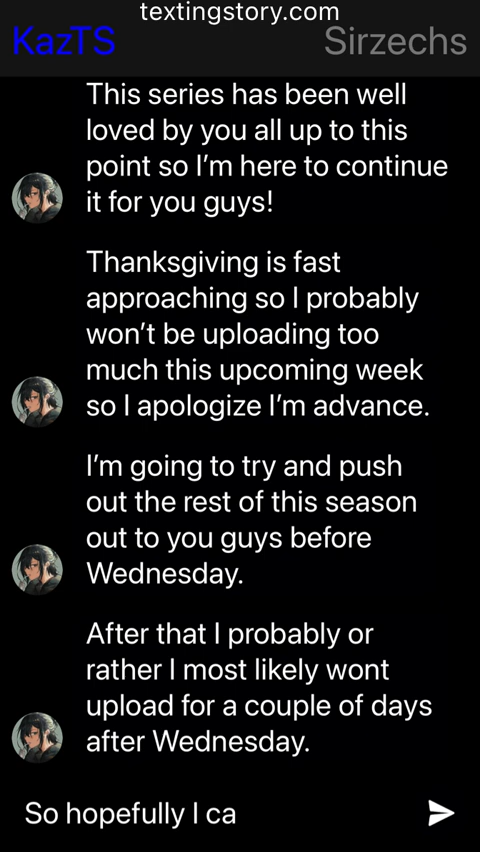 textingstory.com
KazTS
Sirzechs
This series has been well
loved by you all up to this
point so I’m here to continue
it for you guys!
Thanksgiving is fast
approaching so I probably
won’t be uploading too
much this upcoming week
so I apologize I’m advance.
I’m going to try and push
out the rest of this season
out to you guys before
Wednesday.
After that I probably or
rather I most likely wont
upload for a couple of days
after Wednesday.
So hopefully I ca